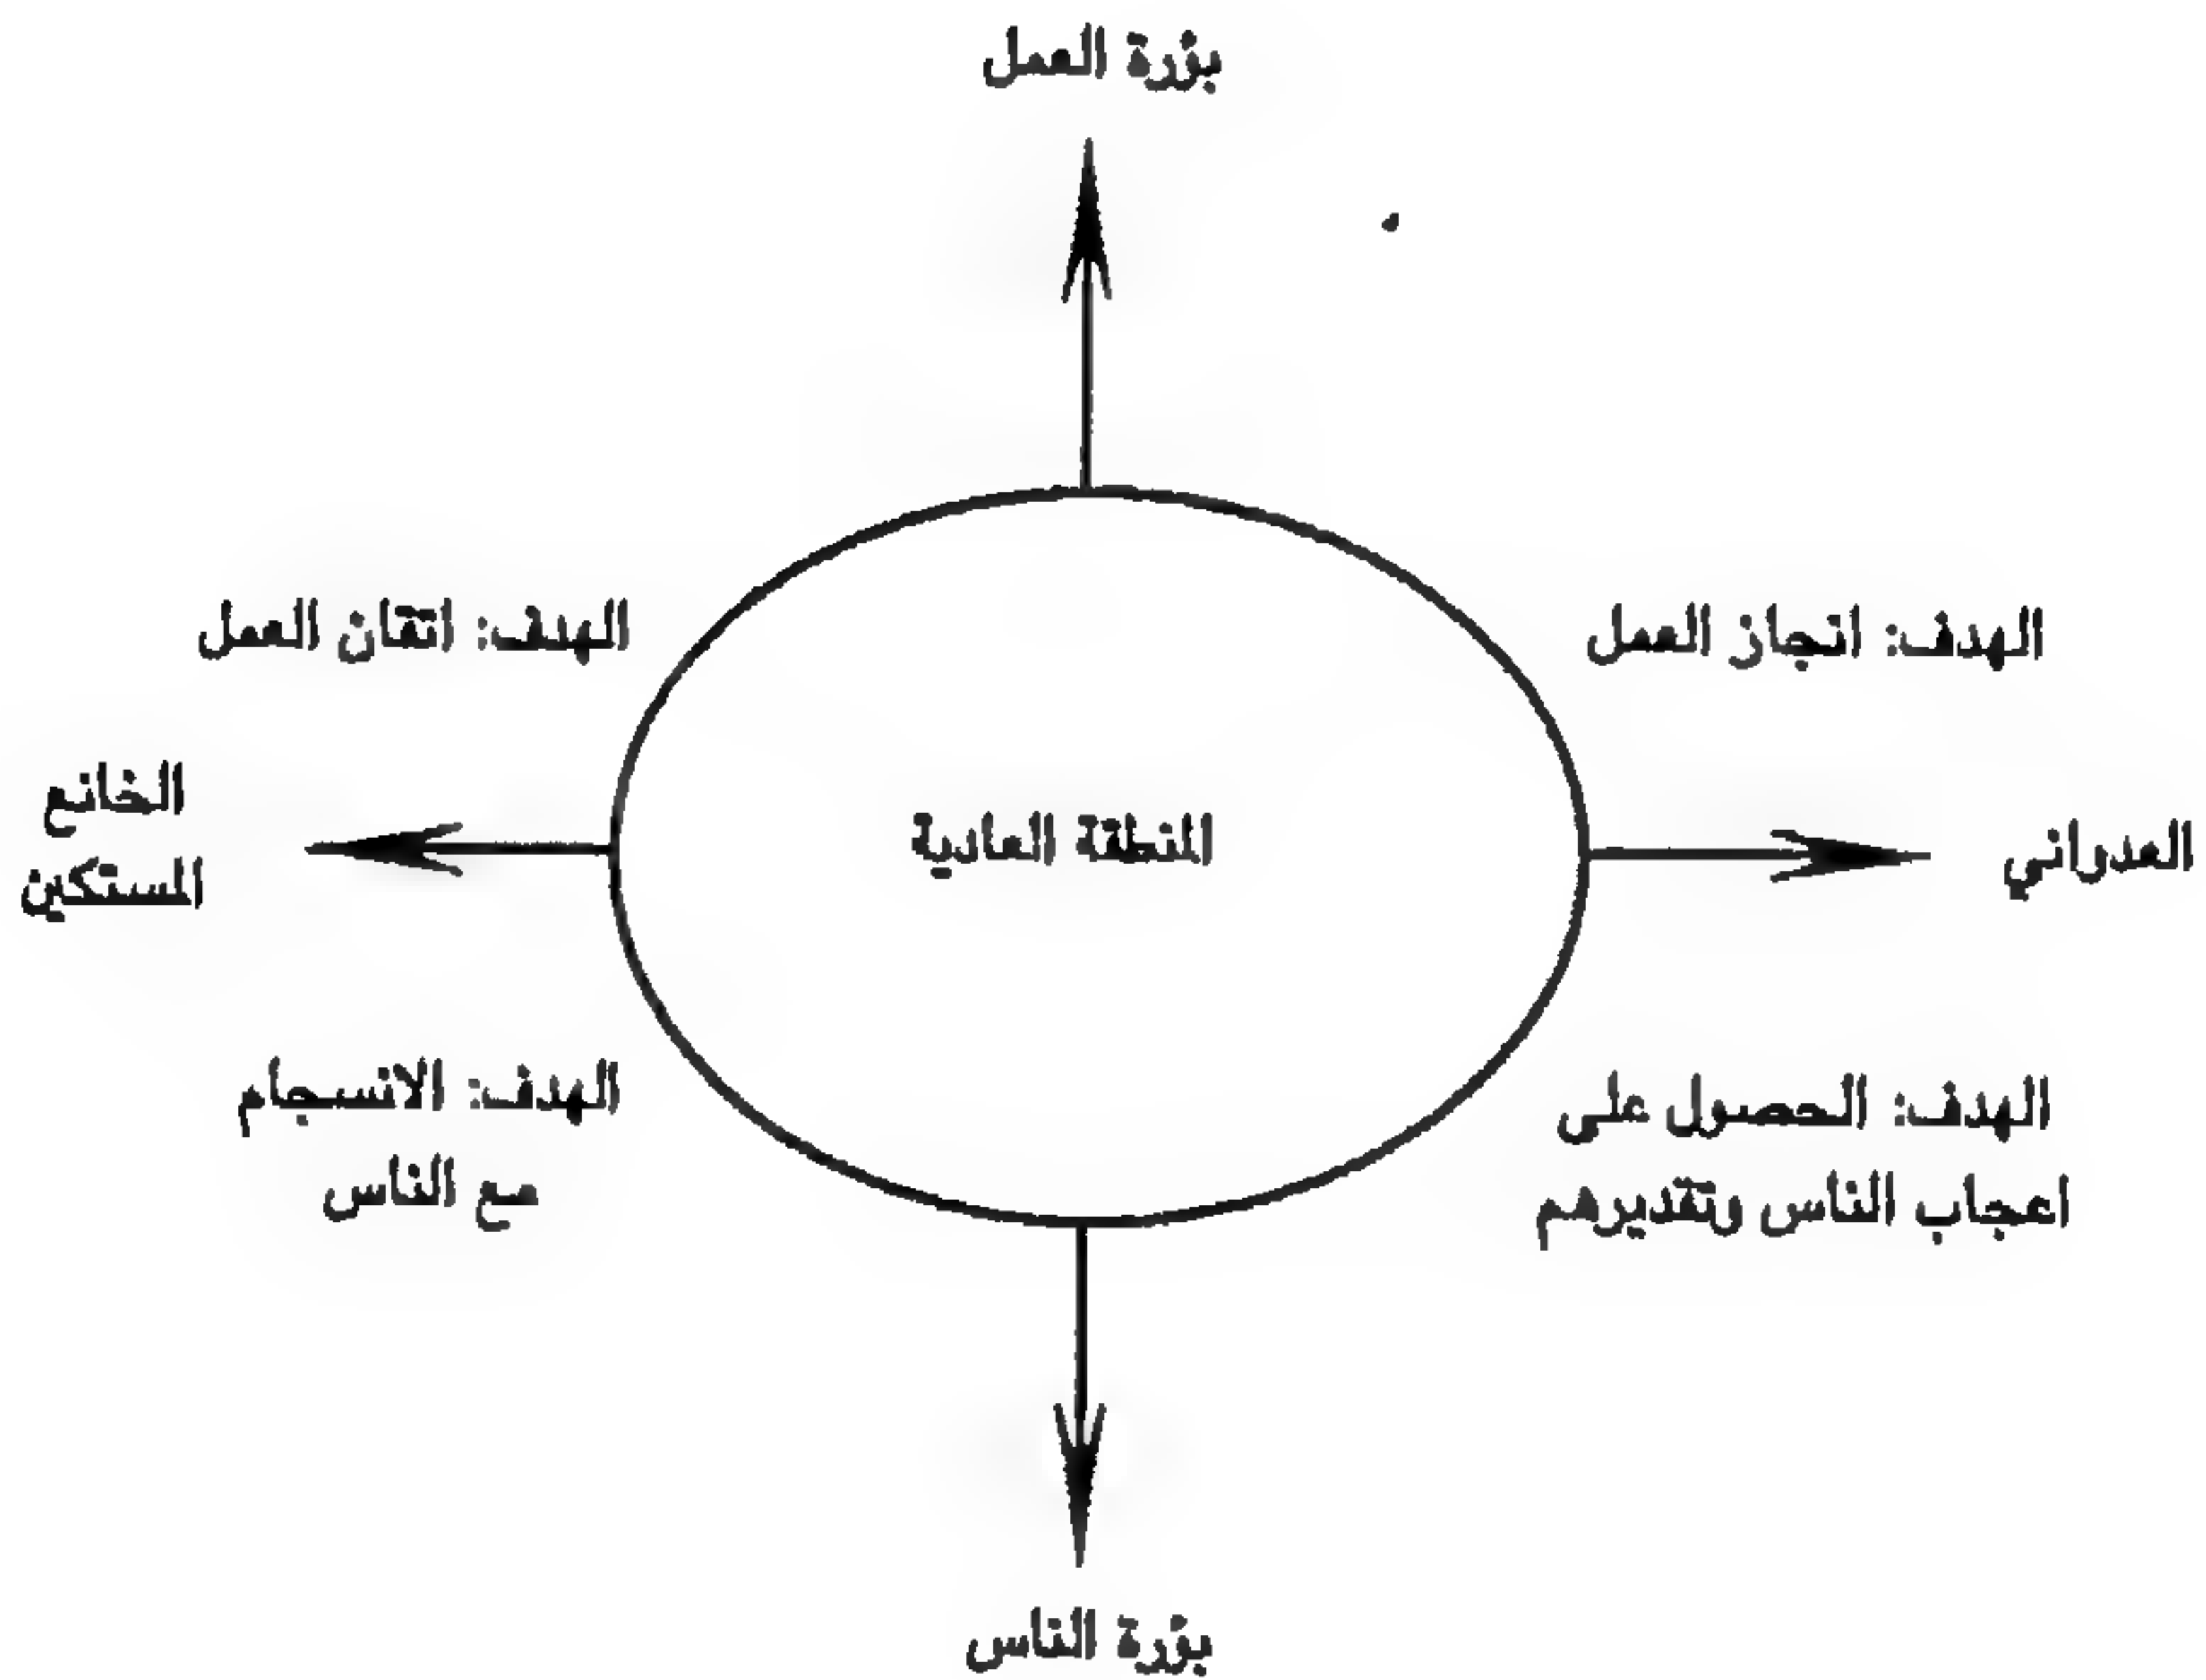 بؤرة العمل
الهدف: انجاز العمل
الهدف: اتقان العمل
الخانع
المستكين
المنطقة العادية
العدواني
الهدف: الحصول على
اعجاب الناس وتقديرهم
الهدف: الانسجام
مع الناس
بؤرة الناس